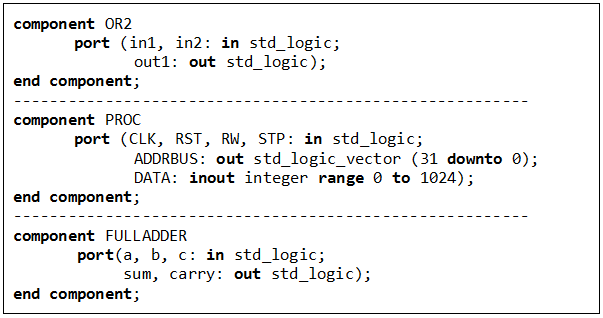 component OR2
port (in1, in2: in std_logic;
out1: out std_logic);
end component;
---------------------------------------------------------
component PROC
port (CLK, RST, RW, STP: in std_logic;
ADDRBUS: out std_logic_vector (31 downto 0);
DATA: inout integer range 0 to 1024);
end component;
---------------------------------------------------------
component FULLADDER
port(a, b, c: in std_logic;
sum, carry: out std_logic);
end component;